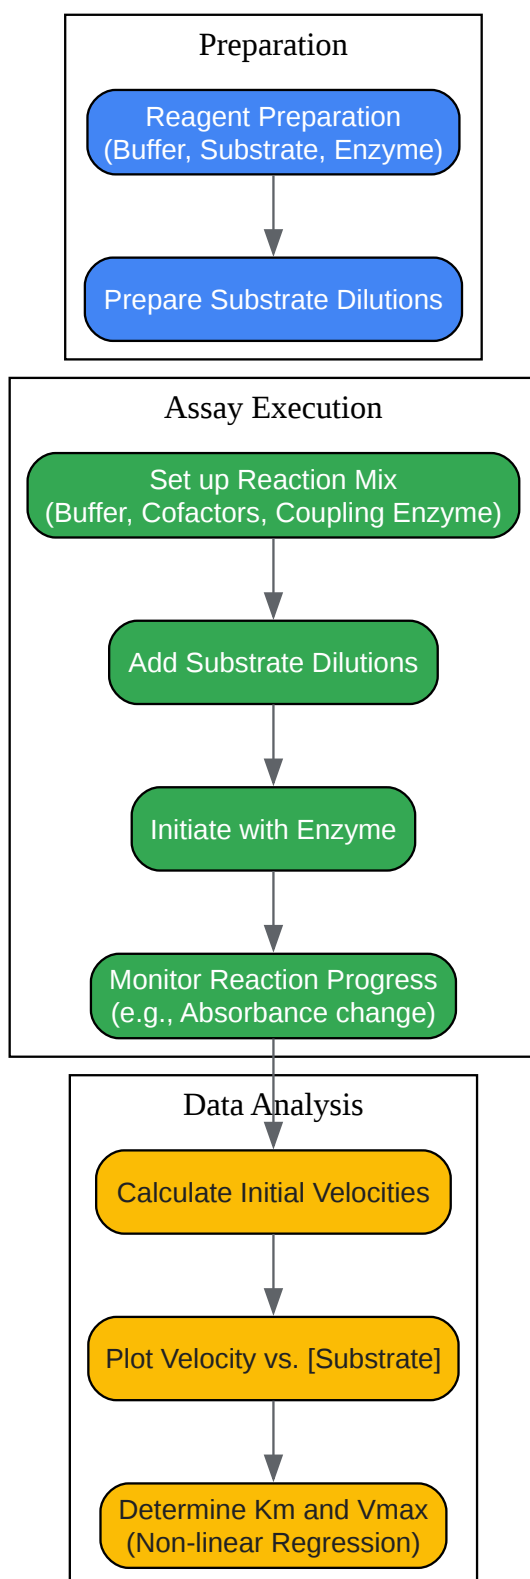 Preparation
Reagent Preparation
(Buffer, Substrate, Enzyme)
Prepare Substrate Dilutions
Assay Execution
Set up Reaction Mix
(Buffer, Cofactors, Coupling Enzyme)
Add Substrate Dilutions
Initiate with Enzyme
Monitor Reaction Progress
(e.g., Absorbance change)
Data Analysis
Calculate Initial Velocities
Plot Velocity vs. [Substrate]
Determine Km and Vmax
(Non-linear Regression)